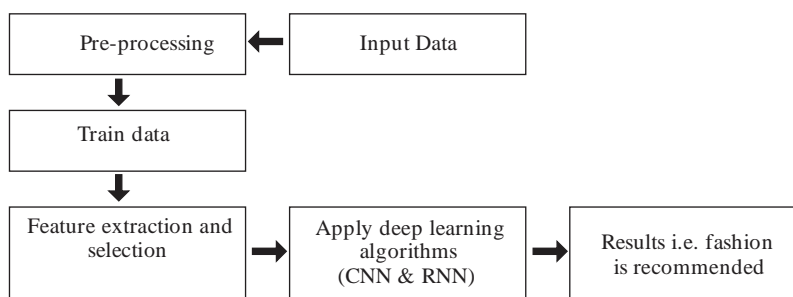 Pre-processing
Input Data
Train data
Feature extraction and
selection
Apply deep learning
algorithms
(CNN & RNN)
Results i.e. fashion
is recommended